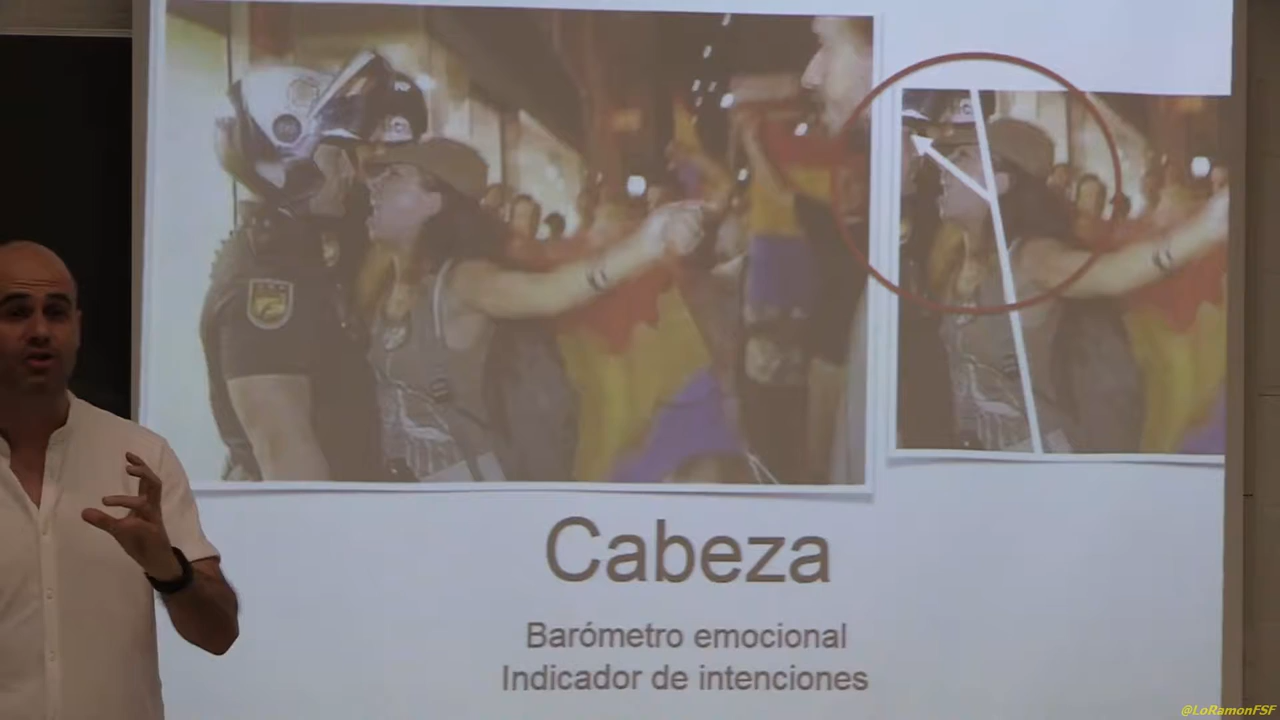 Cabeza
Barómetro emocional
Indicador de intenciones
@LoRamonFSF